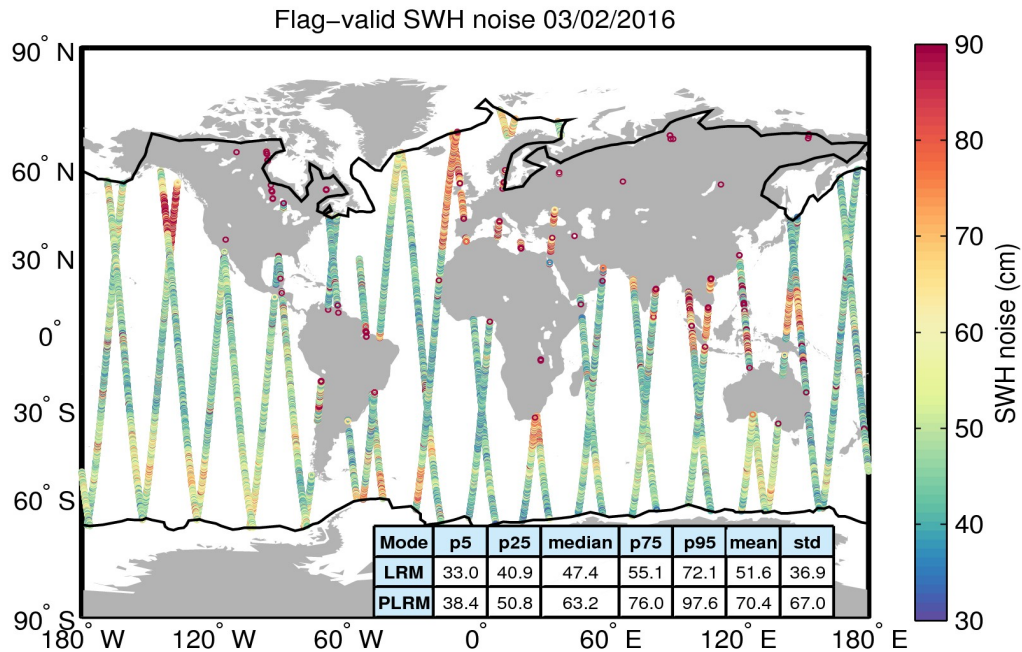 Flag−valid SWH noise 03/02/2016
90° N
60° N
30° N
0°
30° S
60° S
90° S
180° W 120° W 60° W 0° 60° E 120° E 180° E
Mode p5 p25 median p75 p95 mean std
LRM 33.0 40.9 47.4 55.1 72.1 51.6 36.9
PLRM 38.4 50.8 63.2 76.0 97.6 70.4 67.0
90
80
70
60
50
40
30
SWH noise (cm)